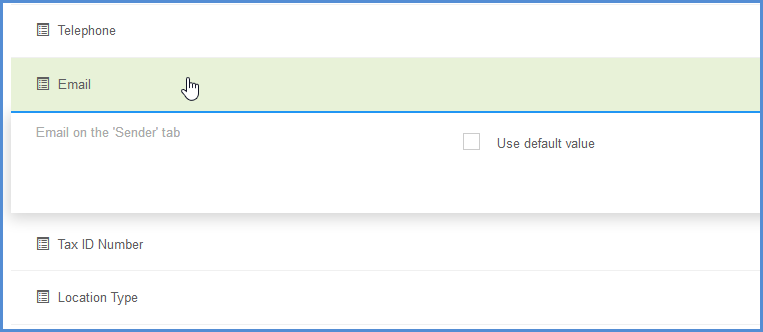 Telephone
Email
Email on the 'Sender' tab
Use default value
Tax ID Number
Location Type